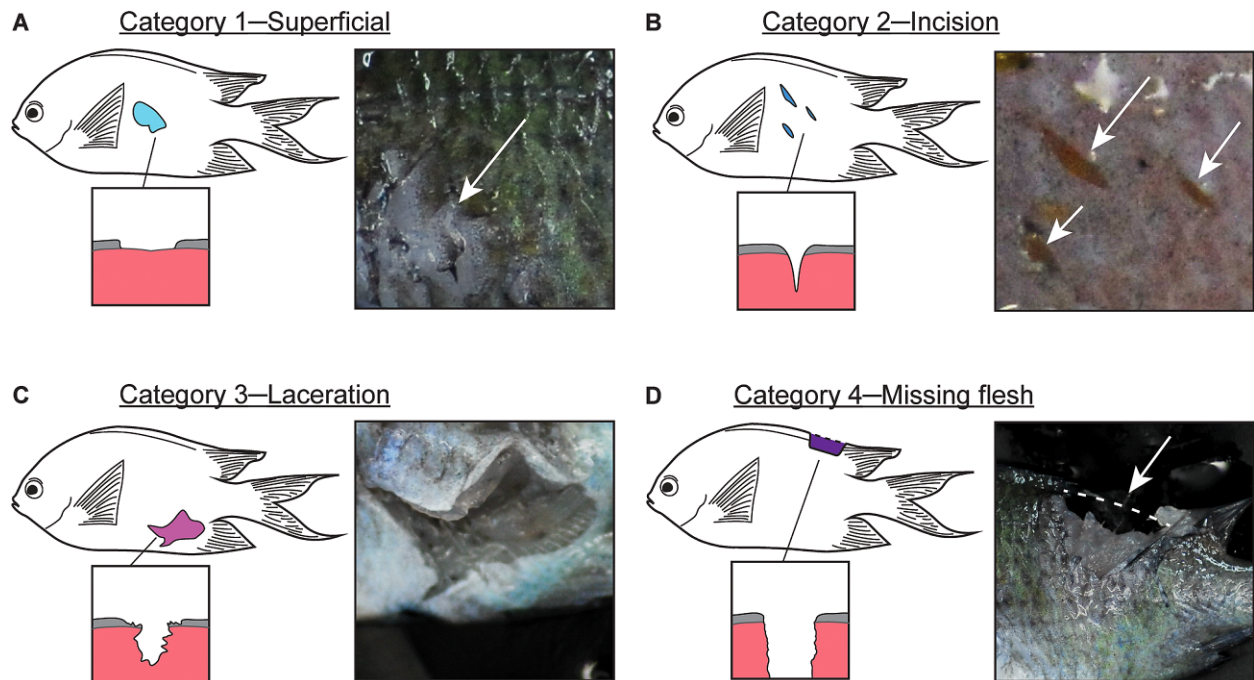 A Category 1—Superficial
B Category 2—Incision
C Category 3—Laceration
D Category 4—Missing flesh